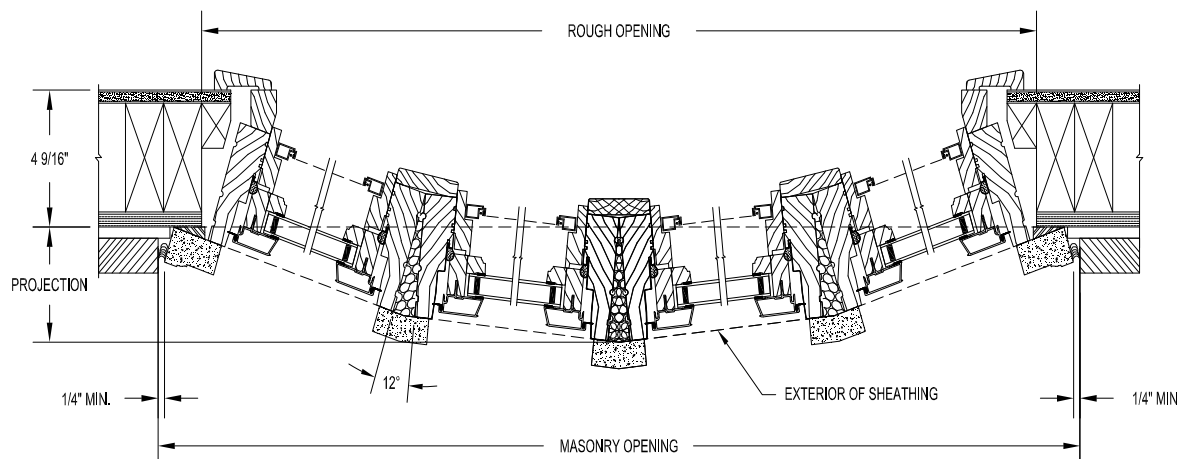 ROUGH OPENING
4 9/16"
PROJECTION
12°
EXTERIOR OF SHEATHING
1/4" MIN.
1/4" MIN
MASONRY OPENING